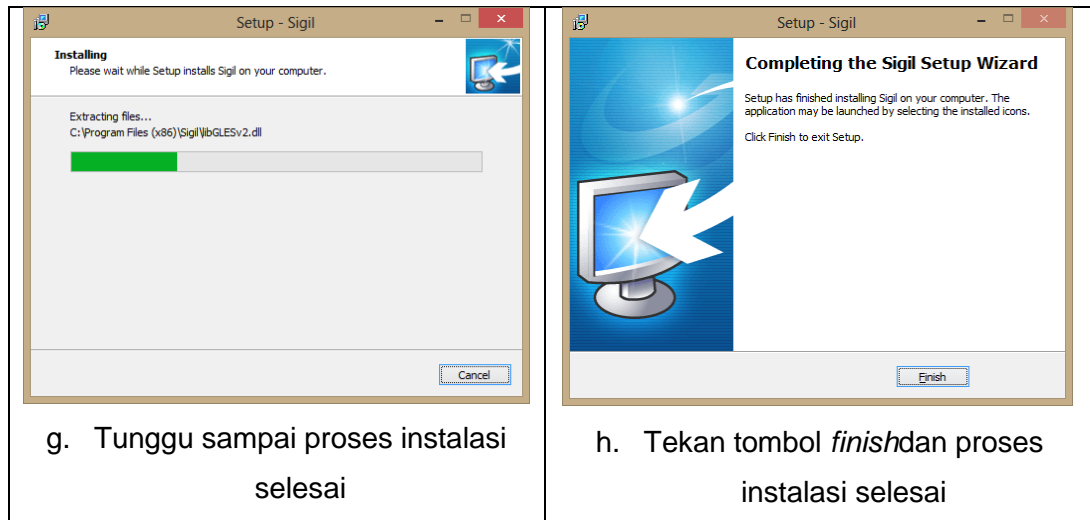 Setup - Sigil
Installing
Please wait while Setup installs Sigil on your computer.
Extracting files...
C:\Program Files (x86)\Sigil\libGLESv2.dll
Cancel
g. Tunggu sampai proses instalasi
selesai
Setup - Sigil
Completing the Sigil Setup Wizard
Setup has finished installing Sigil on your computer. The
application may be launched by selecting the installed icons.
Click Finish to exit Setup.
Finish
h. Tekan tombol finishdan proses
instalasi selesai